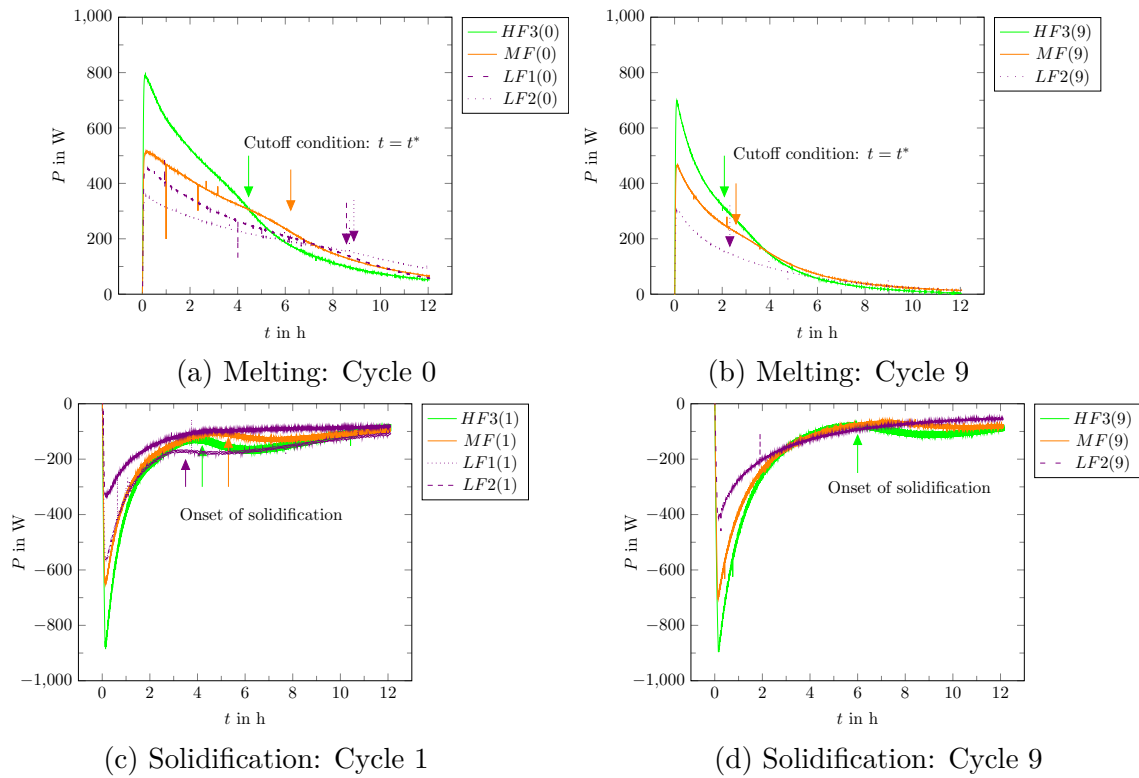 1,000
800
600
400
200
0
P in W
0 2 4 6 8 10 12
t in h
HF3(0)
MF(0)
LF1(0)
LF2(0)
Cutoff condition: t = t*
(a) Melting: Cycle 0
1,000
800
600
400
200
0
P in W
0 2 4 6 8 10 12
t in h
HF3(9)
MF(9)
LF2(9)
Cutoff condition: t = t*
(b) Melting: Cycle 9
0
−200
−400
−600
−800
−1,000
P in W
0 2 4 6 8 10 12
t in h
HF3(1)
MF(1)
LF1(1)
LF2(1)
Onset of solidification
(c) Solidification: Cycle 1
0
−200
−400
−600
−800
−1,000
P in W
0 2 4 6 8 10 12
t in h
HF3(9)
MF(9)
LF2(9)
Onset of solidification
(d) Solidification: Cycle 9